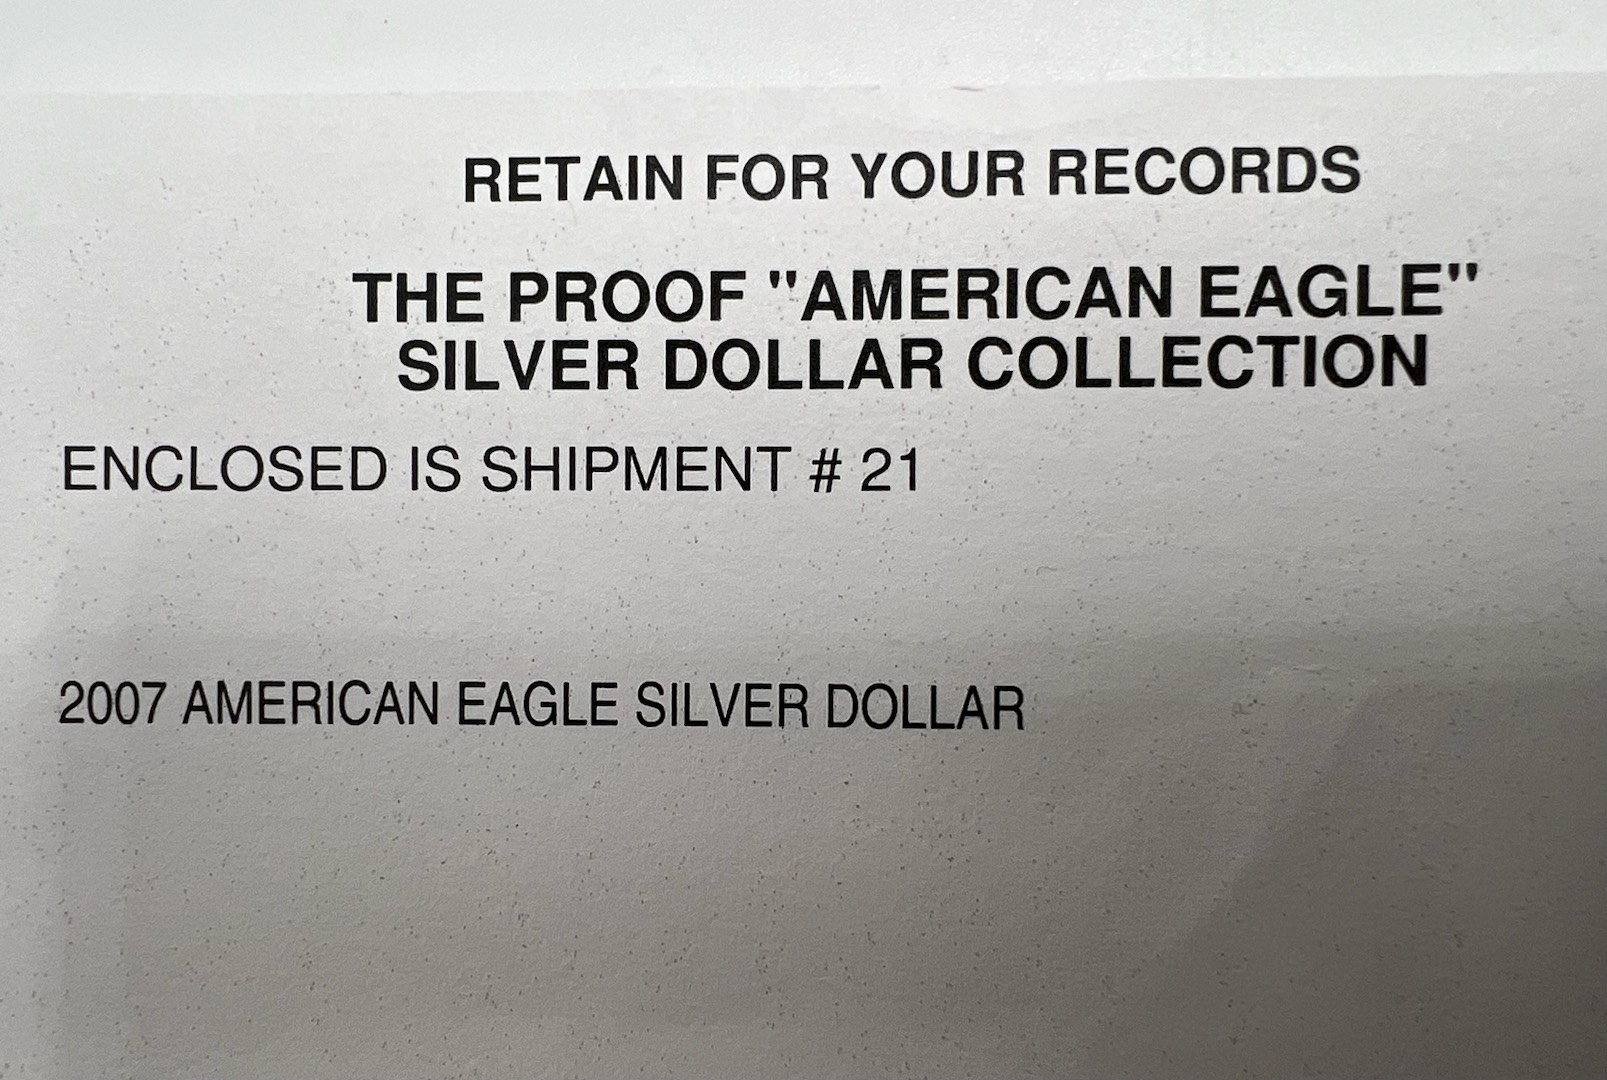 RETAIN FOR YOUR RECORDS
THE PROOF "AMERICAN EAGLE"
SILVER DOLLAR COLLECTION
ENCLOSED IS SHIPMENT # 21
2007 AMERICAN EAGLE SILVER DOLLAR